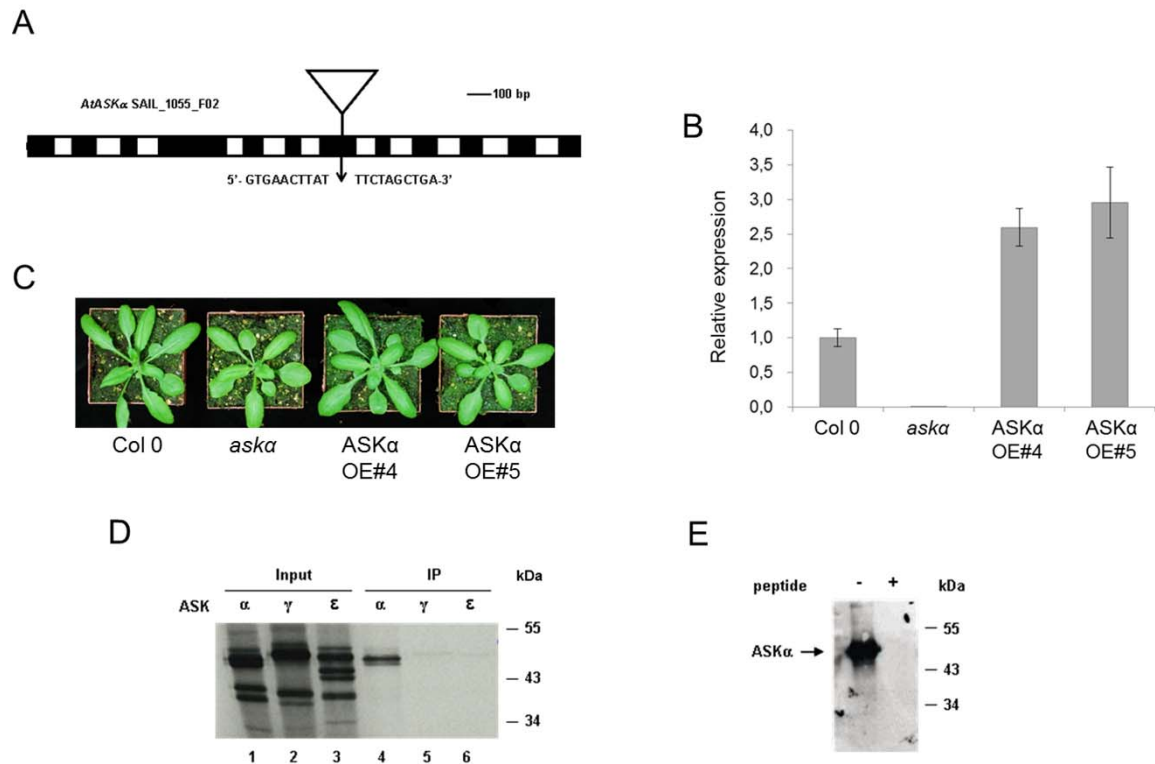 A
AtASKα SAIL_1055_F02
100 bp
5'- GTGAACTTAT TTCTAGCTGA-3'
B
Relative expression
4,0
3,5
3,0
2,5
2,0
1,5
1,0
0,5
0,0
Col 0 askα ASKα ASKα
OE#4 OE#5
C
Col 0 askα ASKα ASKα
OE#4 OE#5
D
Input IP kDa
ASK α γ ε α γ ε
55
43
34
1 2 3 4 5 6
E
peptide - + kDa
55
ASKα
43
34